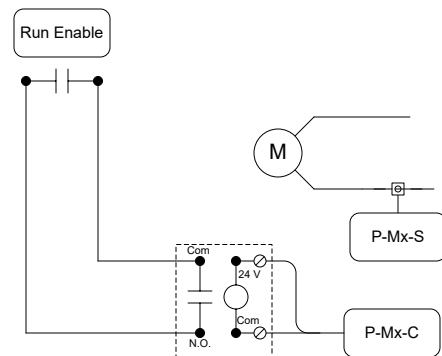 Run Enable
M
P-Mx-S
Com
24 V
Com
N.O.
P-Mx-C